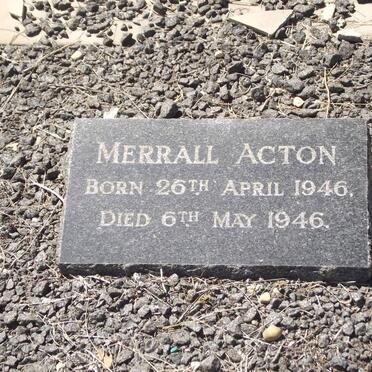 MERRALL ACTON
BORN 26TH APRIL 1946.
DIED 6TH MAY 1946.